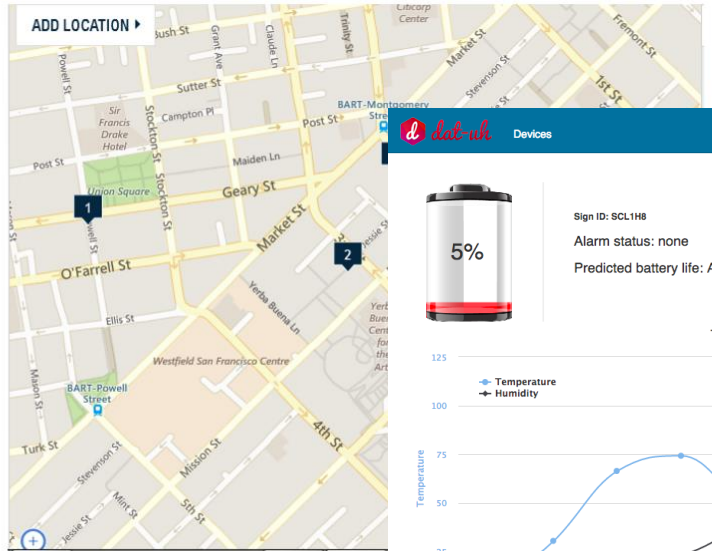 ADD LOCATION
Citicorp
Center
Bush St
Grant Ave
Claude Ln
Trinity St
Market St
Fremont St
Powell St
Sutter St
Stevenson St
1st St
Sir
Francis
Drake
Hotel
Stockton St
Campton Pl
BART-Montgomery
Post St
dat-uh
Devices
Post St
Maiden Ln
Union Square
Stockton St
Geary St
1
Market St
2
Jessie St
O'Farrell St
Yerba Buena Ln
Ellis St
Westfield San Francisco Centre
Mason St
BART-Powell
Street
4th St
Turk St
Stevenson St
Mission St
Mint St
5th St
Jessie St
5%
Sign ID: SCL1H8
Alarm status: none
Predicted battery life:
125
Temperature
Humidity
100
75
Temperature
50